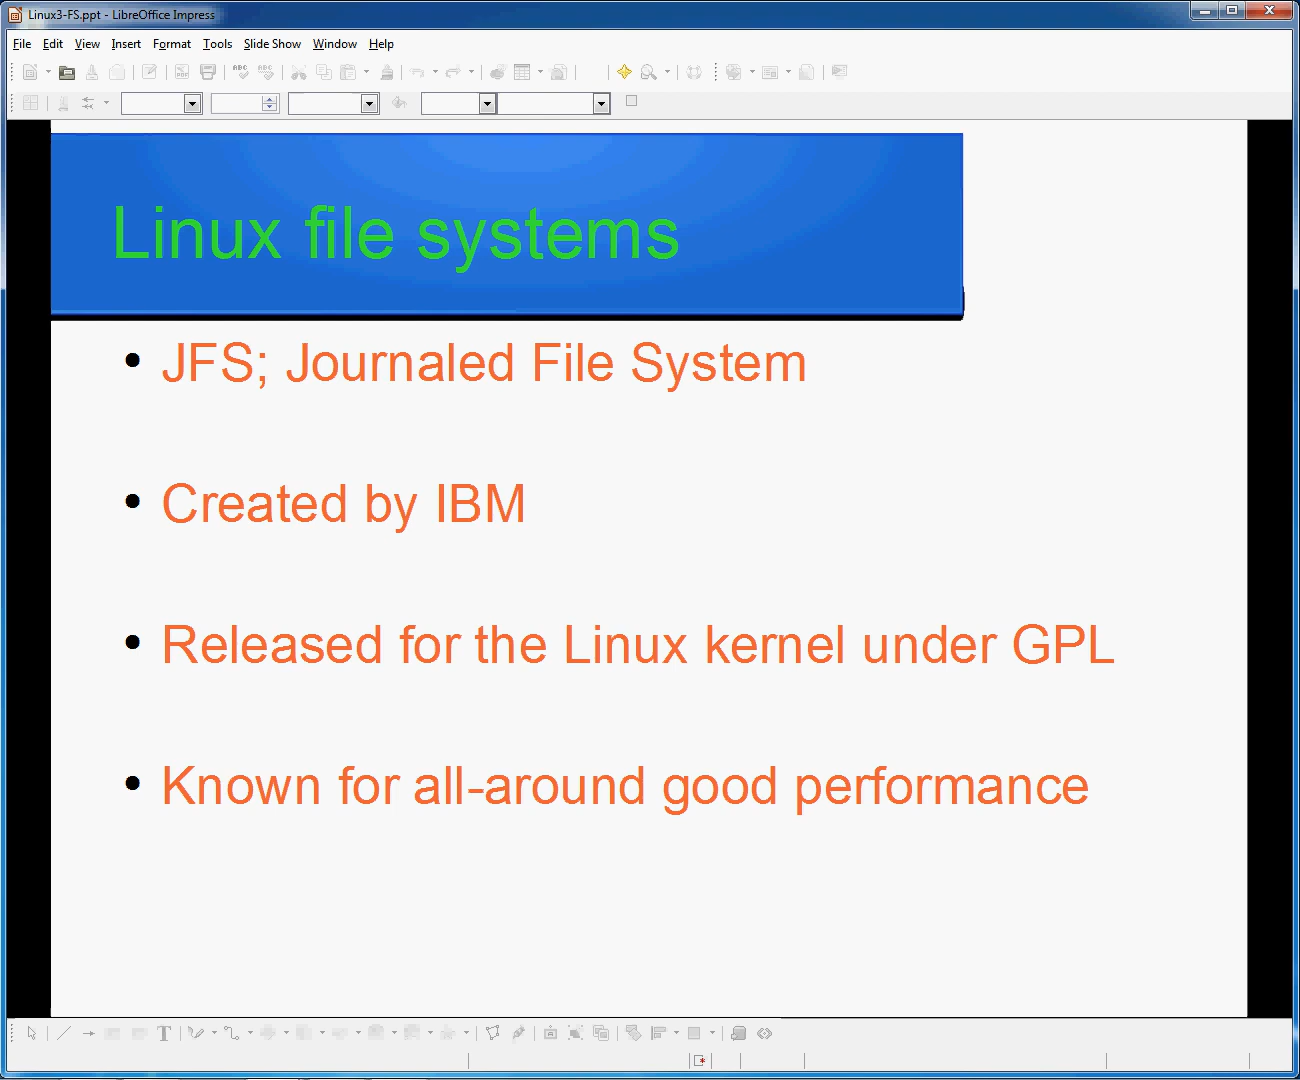 Linux3-FS.ppt - LibreOffice Impress
File Edit View Insert Format Tools Slide Show Window Help
Linux file systems
• JFS; Journaled File System
• Created by IBM
• Released for the Linux kernel under GPL
• Known for all-around good performance